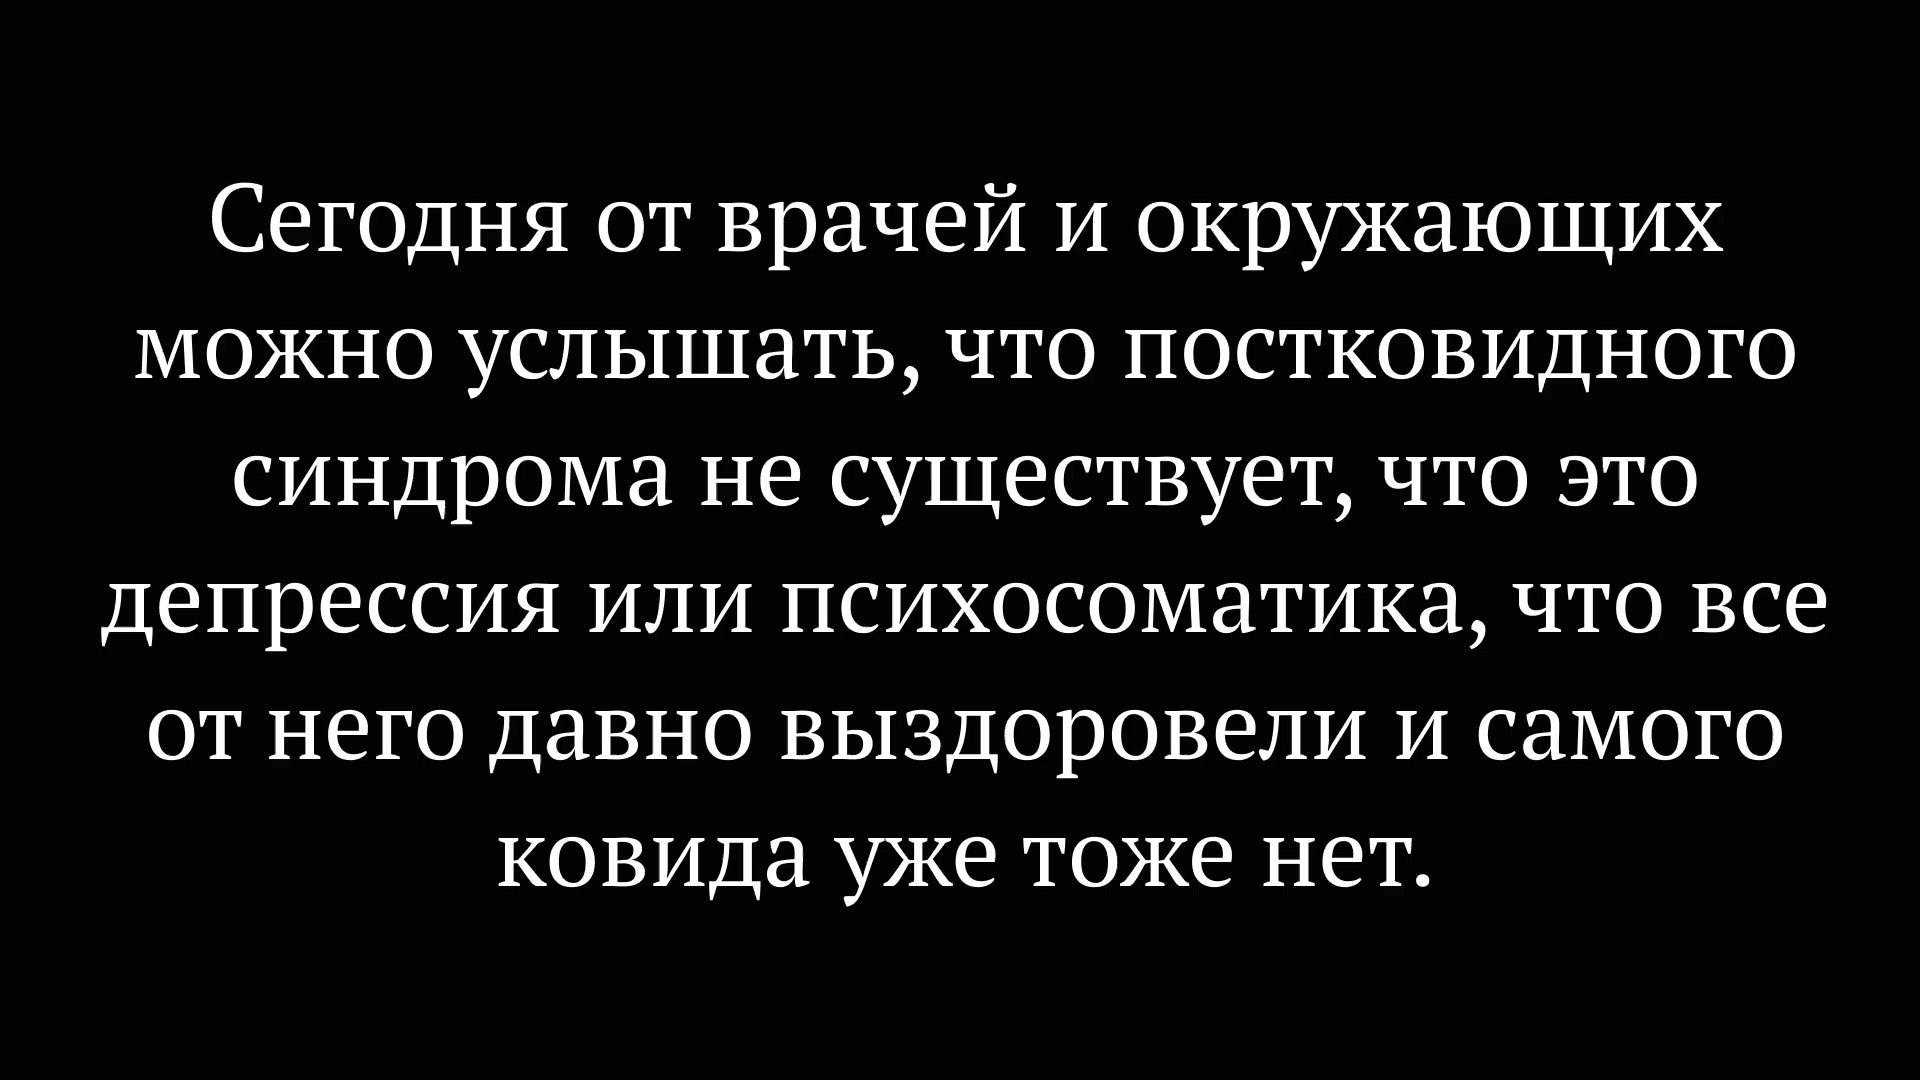 Сегодня от врачей и окружающих
можно услышать, что постковидного
синдрома не существует, что это
депрессия или психосоматика, что все
от него давно выздоровели и самого
ковида уже тоже нет.